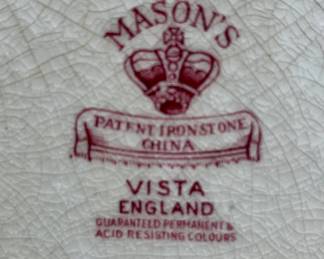 MASON'S
PATENT IRONSTONE
CHINA
VISTA
ENGLAND
GUARANTEED PERMANENT &
ACID RESISTING COLOURS